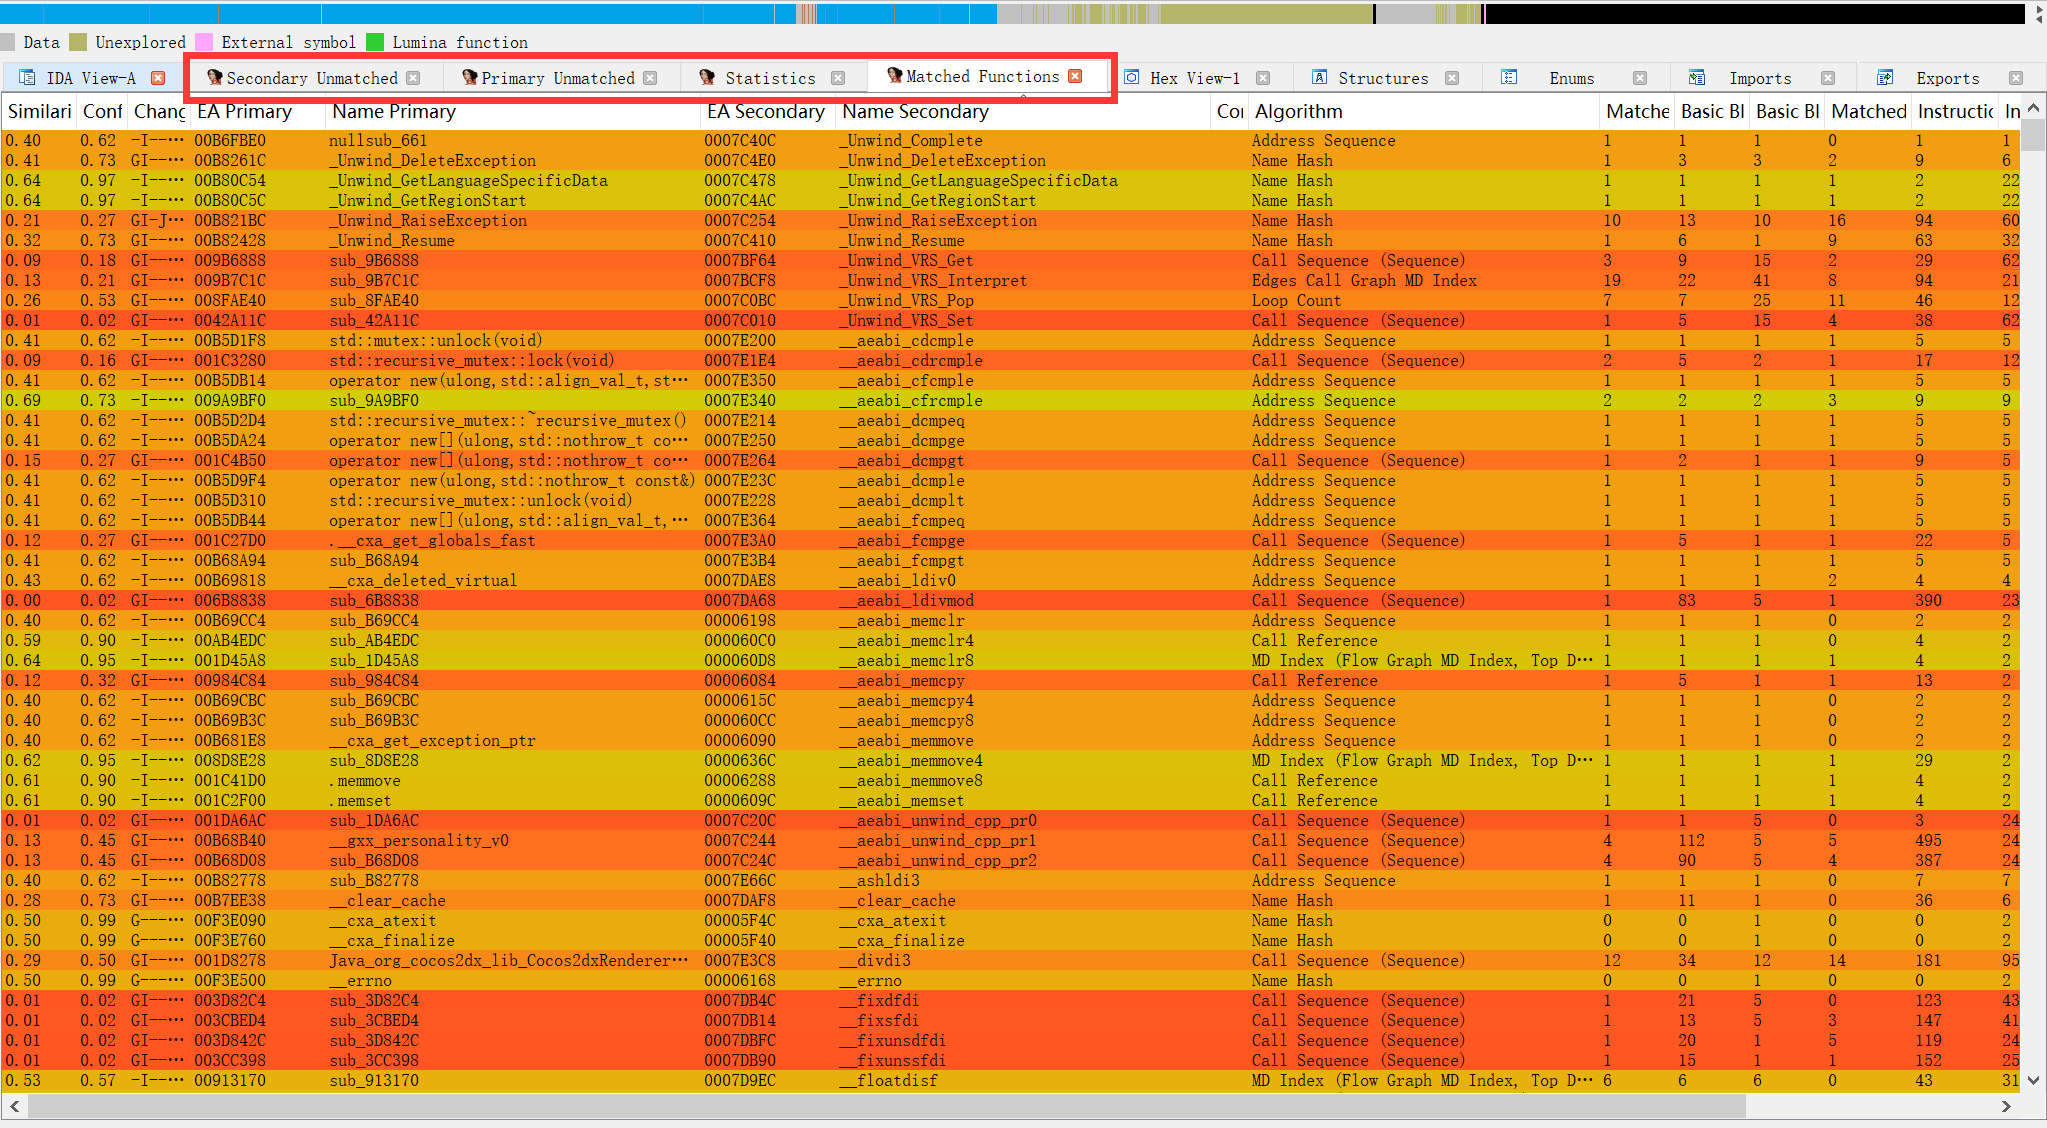 Data Unexplored External symbol Lumina function
IDA View-A Secondary Unmatched Primary Unmatched Statistics Matched Functions Hex View-1 Structures Enums Imports Exports
Similari Conf Chang EA Primary Name Primary EA Secondary Name Secondary Co Algorithm Matche Basic Bl Basic Bl Matched Instructio In
0.40 0.62 -I--··· 00B6FBE0 nullsub_661 0007C40C _Unwind_Complete Address Sequence 1 1 1 0 1 1
0.41 0.73 GI--··· 00B8261C _Unwind_DeleteException 0007C4E0 _Unwind_DeleteException Name Hash 1 3 3 2 9 6
0.64 0.97 -I--··· 00B80C54 _Unwind_GetLanguageSpecificData 0007C478 _Unwind_GetLanguageSpecificData Name Hash 1 1 1 1 2 22
0.64 0.97 -I--··· 00B80C5C _Unwind_GetRegionStart 0007C4AC _Unwind_GetRegionStart Name Hash 1 1 1 1 2 22
0.21 0.27 GI-J··· 00B821BC _Unwind_RaiseException 0007C254 _Unwind_RaiseException Name Hash 10 13 10 16 94 60
0.32 0.73 GI--··· 00B82428 _Unwind_Resume 0007C410 _Unwind_Resume Name Hash 1 6 1 9 63 32
0.09 0.18 GI--··· 009B6888 sub_9B6888 0007BF64 _Unwind_VRS_Get Call Sequence (Sequence) 3 9 15 2 29 62
0.13 0.21 GI--··· 009B7C1C sub_9B7C1C 0007BCF8 _Unwind_VRS_Interpret Edges Call Graph MD Index 19 22 41 8 94 21
0.26 0.53 GI--··· 008FAE40 sub_8FAE40 0007C0BC _Unwind_VRS_Pop Loop Count 7 7 25 11 46 12
0.01 0.02 GI--··· 0042A11C sub_42A11C 0007C010 _Unwind_VRS_Set Call Sequence (Sequence) 1 5 15 4 38 62
0.41 0.62 -I--··· 00B5D1F8 std::mutex::unlock(void) 0007E200 __aeabi_cdcmple Address Sequence 1 1 1 1 5 5
0.09 0.16 GI--··· 001C3280 std::recursive_mutex::lock(void) 0007E1E4 __aeabi_cdrcmple Call Sequence (Sequence) 2 5 2 1 17 12
0.41 0.62 -I--··· 00B5DB14 operator new(ulong,std::align_val_t,st··· 0007E350 __aeabi_cfcmple Address Sequence 1 1 1 1 5 5
0.69 0.73 -I--··· 009A9BF0 sub_9A9BF0 0007E340 __aeabi_cfrcmple Address Sequence 2 2 2 3 9 9
0.41 0.62 -I--··· 00B5D2D4 std::recursive_mutex::~recursive_mutex() 0007E214 __aeabi_dcmpeq Address Sequence 1 1 1 1 5 5
0.41 0.62 -I--··· 00B5DA24 operator new[](ulong,std::nothrow_t co··· 0007E250 __aeabi_dcmpge Address Sequence 1 1 1 1 5 5
0.15 0.27 GI--··· 001C4B50 operator new[](ulong,std::nothrow_t co··· 0007E264 __aeabi_dcmpgt Call Sequence (Sequence) 1 2 1 1 9 5
0.41 0.62 -I--··· 00B5D9F4 operator new(ulong,std::nothrow_t const&) 0007E23C __aeabi_dcmple Address Sequence 1 1 1 1 5 5
0.41 0.62 -I--··· 00B5D310 std::recursive_mutex::unlock(void) 0007E228 __aeabi_dcmplt Address Sequence 1 1 1 1 5 5
0.41 0.62 -I--··· 00B5DB44 operator new[](ulong,std::align_val_t,··· 0007E364 __aeabi_fcmpeq Address Sequence 1 1 1 1 5 5
0.12 0.27 GI--··· 001C27D0 .__cxa_get_globals_fast 0007E3A0 __aeabi_fcmpge Call Sequence (Sequence) 1 5 1 1 22 5
0.41 0.62 -I--··· 00B68A94 sub_B68A94 0007E3B4 __aeabi_fcmpgt Address Sequence 1 1 1 1 5 5
0.43 0.62 -I--··· 00B69818 __cxa_deleted_virtual 0007DAE8 __aeabi_ldiv0 Address Sequence 1 1 1 2 4 4
0.00 0.02 GI--··· 006B8838 sub_6B8838 0007DA68 __aeabi_ldivmod Call Sequence (Sequence) 1 83 5 1 390 23
0.40 0.62 -I--··· 00B69CC4 sub_B69CC4 00006198 __aeabi_memclr Address Sequence 1 1 1 0 2 2
0.59 0.90 -I--··· 00AB4EDC sub_AB4EDC 000060C0 __aeabi_memclr4 Call Reference 1 1 1 0 4 2
0.64 0.95 -I--··· 001D45A8 sub_1D45A8 000060D8 __aeabi_memclr8 MD Index (Flow Graph MD Index, Top D··· 1 1 1 1 4 2
0.12 0.32 GI--··· 00984C84 sub_984C84 00006084 __aeabi_memcpy Call Reference 1 5 1 1 13 2
0.40 0.62 -I--··· 00B69CBC sub_B69CBC 0000615C __aeabi_memcpy4 Address Sequence 1 1 1 0 2 2
0.40 0.62 -I--··· 00B69B3C sub_B69B3C 000060CC __aeabi_memcpy8 Address Sequence 1 1 1 0 2 2
0.40 0.62 -I--··· 00B681E8 __cxa_get_exception_ptr 00006090 __aeabi_memmove Address Sequence 1 1 1 0 2 2
0.62 0.95 -I--··· 008D8E28 sub_8D8E28 0000636C __aeabi_memmove4 MD Index (Flow Graph MD Index, Top D··· 1 1 1 1 29 2
0.61 0.90 -I--··· 001C41D0 .memmove 00006288 __aeabi_memmove8 Call Reference 1 1 1 1 4 2
0.61 0.90 -I--··· 001C2F00 .memset 0000609C __aeabi_memset Call Reference 1 1 1 1 4 2
0.01 0.02 GI--··· 001DA6AC sub_1DA6AC 0007C20C __aeabi_unwind_cpp_pr0 Call Sequence (Sequence) 1 1 5 0 3 24
0.13 0.45 GI--··· 00B68B40 __gxx_personality_v0 0007C244 __aeabi_unwind_cpp_pr1 Call Sequence (Sequence) 4 112 5 5 495 24
0.13 0.45 GI--··· 00B68D08 sub_B68D08 0007C24C __aeabi_unwind_cpp_pr2 Call Sequence (Sequence) 4 90 5 4 387 24
0.40 0.62 -I--··· 00B82778 sub_B82778 0007E66C __ashldi3 Address Sequence 1 1 1 0 7 7
0.28 0.73 GI--··· 00B7EE38 __clear_cache 0007DAF8 __clear_cache Name Hash 1 11 1 0 36 6
0.50 0.99 G---··· 00F3E090 __cxa_atexit 00005F4C __cxa_atexit Name Hash 0 0 1 0 0 2
0.50 0.99 G---··· 00F3E760 __cxa_finalize 00005F40 __cxa_finalize Name Hash 0 0 1 0 0 2
0.29 0.50 GI--··· 001D8278 Java_org_cocos2dx_lib_Cocos2dxRenderer··· 0007E3C8 __divdi3 Call Sequence (Sequence) 12 34 12 14 181 95
0.50 0.99 G---··· 00F3E500 __errno 00006168 __errno Name Hash 0 0 1 0 0 2
0.01 0.02 GI--··· 003D82C4 sub_3D82C4 0007DB4C __fixdfdi Call Sequence (Sequence) 1 21 5 0 123 43
0.01 0.02 GI--··· 003CBED4 sub_3CBED4 0007DB14 __fixsfdi Call Sequence (Sequence) 1 13 5 3 147 41
0.01 0.02 GI--··· 003D842C sub_3D842C 0007DBFC __fixunsdfdi Call Sequence (Sequence) 1 20 1 5 119 24
0.01 0.02 GI--··· 003CC398 sub_3CC398 0007DB90 __fixunssfdi Call Sequence (Sequence) 1 15 1 1 152 25
0.53 0.57 -I--··· 00913170 sub_913170 0007D9EC __floatdisf MD Index (Flow Graph MD Index, Top D··· 6 6 6 0 43 31